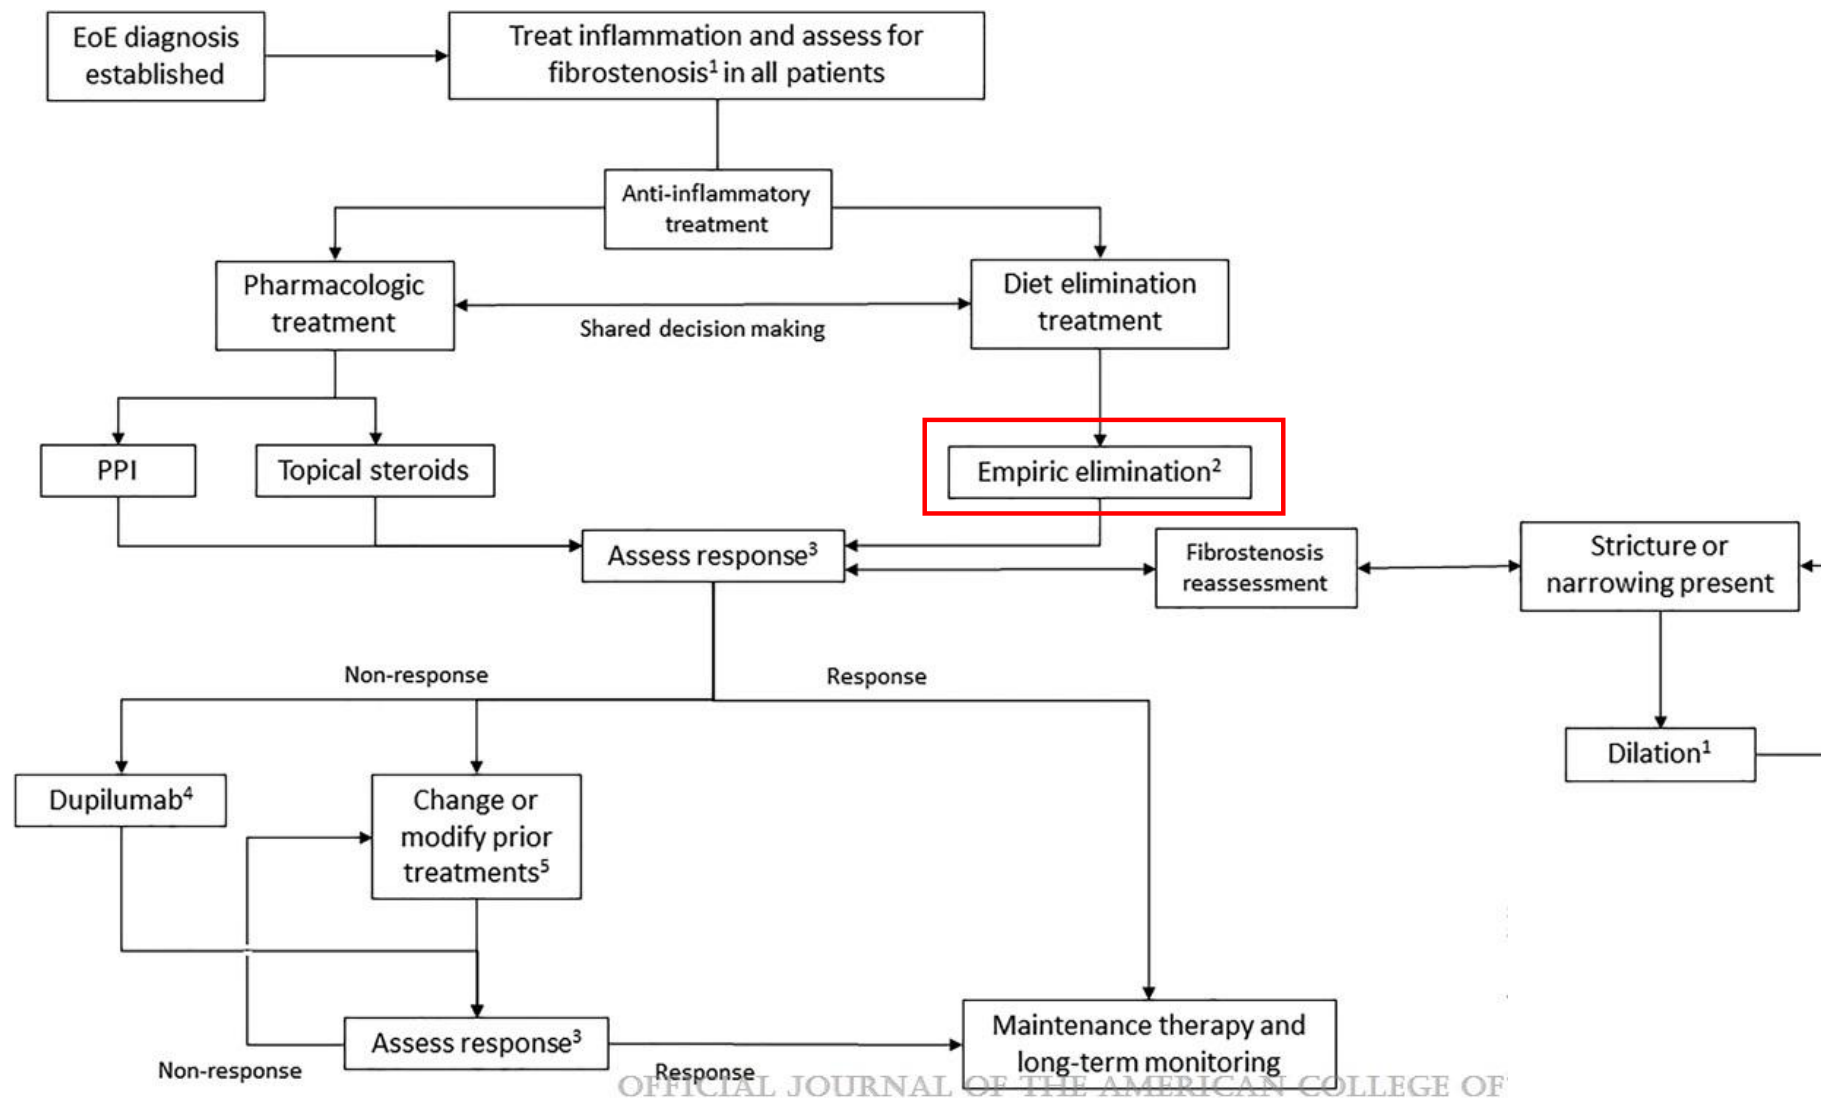 EoE diagnosis
established
Treat inflammation and assess for
fibrostenosis¹ in all patients
Anti-inflammatory
treatment
Pharmacologic
treatment
Shared decision making
Diet elimination
treatment
PPI
Topical steroids
Empiric elimination²
Assess response³
Fibrostenosis
reassessment
Stricture or
narrowing present
Non-response
Response
Dilation¹
Dupilumab⁴
Change or
modify prior
treatments⁵
Assess response³
Maintenance therapy and
long-term monitoring
Non-response
Response
OFFICIAL JOURNAL OF THE AMERICAN COLLEGE OF